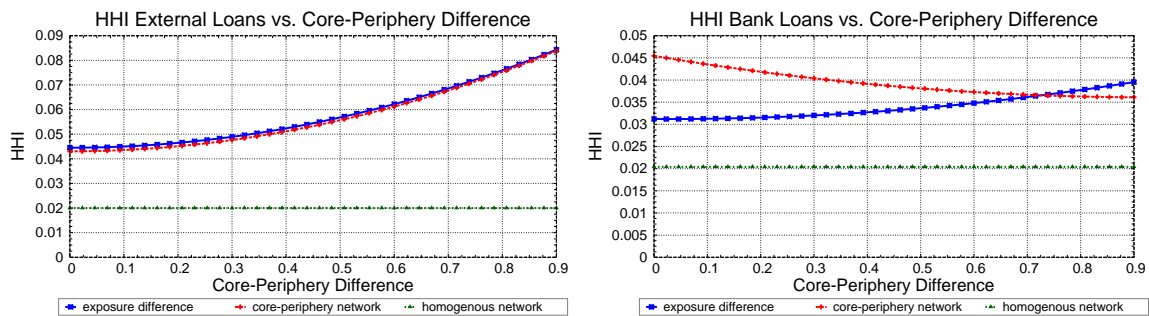 HHI External Loans vs. Core-Periphery Difference
0.09
0.08
0.07
0.06
0.05
0.04
0.03
0.02
0.01
0
HHI
0 0.1 0.2 0.3 0.4 0.5 0.6 0.7 0.8 0.9
Core-Periphery Difference
exposure difference core-periphery network homogenous network
HHI Bank Loans vs. Core-Periphery Difference
0.05
0.045
0.04
0.035
0.03
0.025
0.02
0.015
0.01
0.005
0
HHI
0 0.1 0.2 0.3 0.4 0.5 0.6 0.7 0.8 0.9
Core-Periphery Difference
exposure difference core-periphery network homogenous network